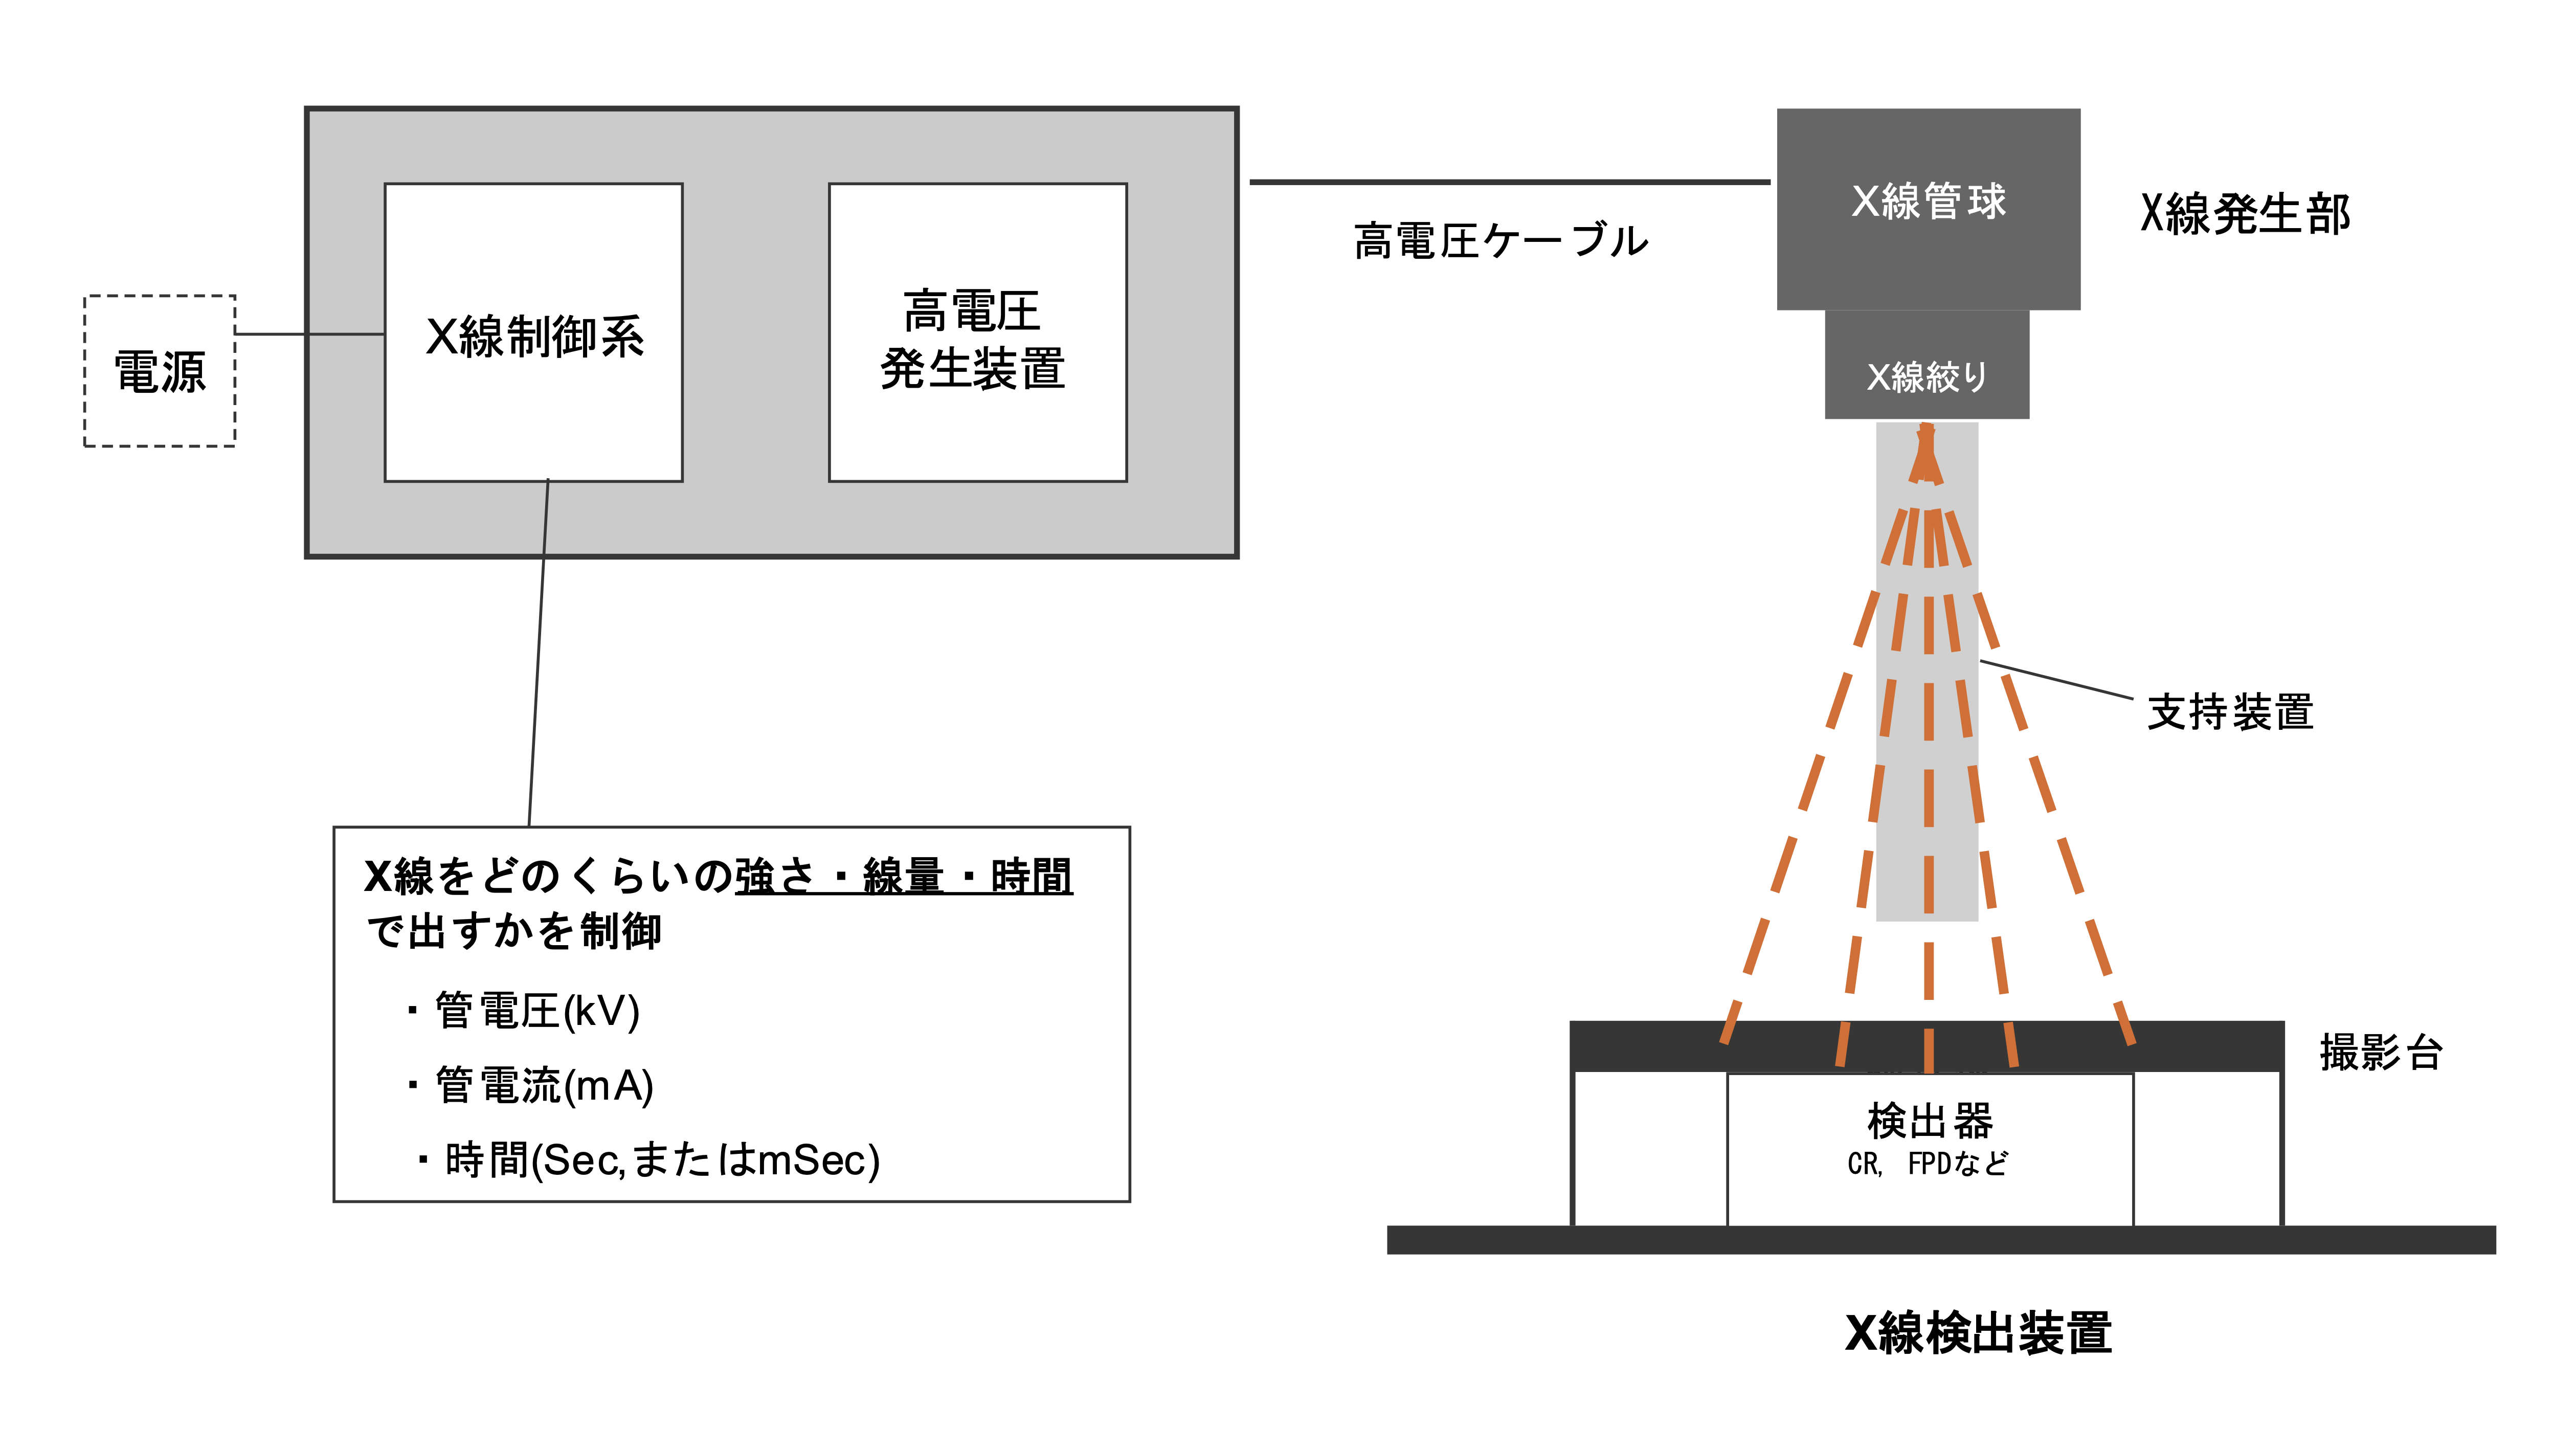 電源
X線制御系
高電圧
発生装置
高電圧ケーブル
X線管球
X線発生部
X線絞り
支持装置
X線をどのくらいの強さ・線量・時間
で出すかを制御
・管電圧(kV)
・管電流(mA)
・時間(Sec,またはmSec)
撮影台
検出器
CR, FPDなど
X線検出装置